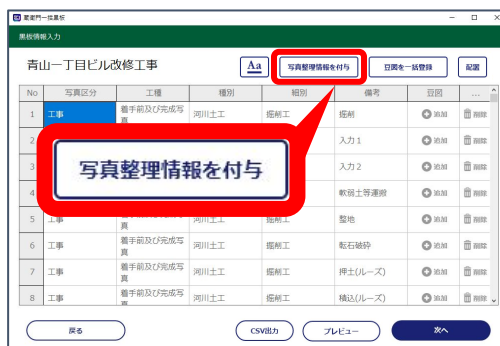 蔵衛門一括黒板
黒板情報入力
青山一丁目ビル改修工事
Aa 写真整理情報を付与 豆図を一括登録 配置
No 写真区分 工種 種別 細別 備考 豆図 ...
1 工事 着手前及び完成写真 河川土工 掘削工 掘削 追加 削除
2 入力1 追加 削除
3 入力2 追加 削除
写真整理情報を付与
4 軟弱土等運搬 追加 削除
5 工事 河川土工 掘削工 整地 追加 削除
6 工事 着手前及び完成写真 河川土工 掘削工 転石破砕 追加 削除
7 工事 着手前及び完成写真 河川土工 掘削工 押土(ルーズ) 追加 削除
8 工事 着手前及び完成写 河川土工 掘削工 積込(ルーズ) 追加 削除
戻る CSV出力 プレビュー 次へ